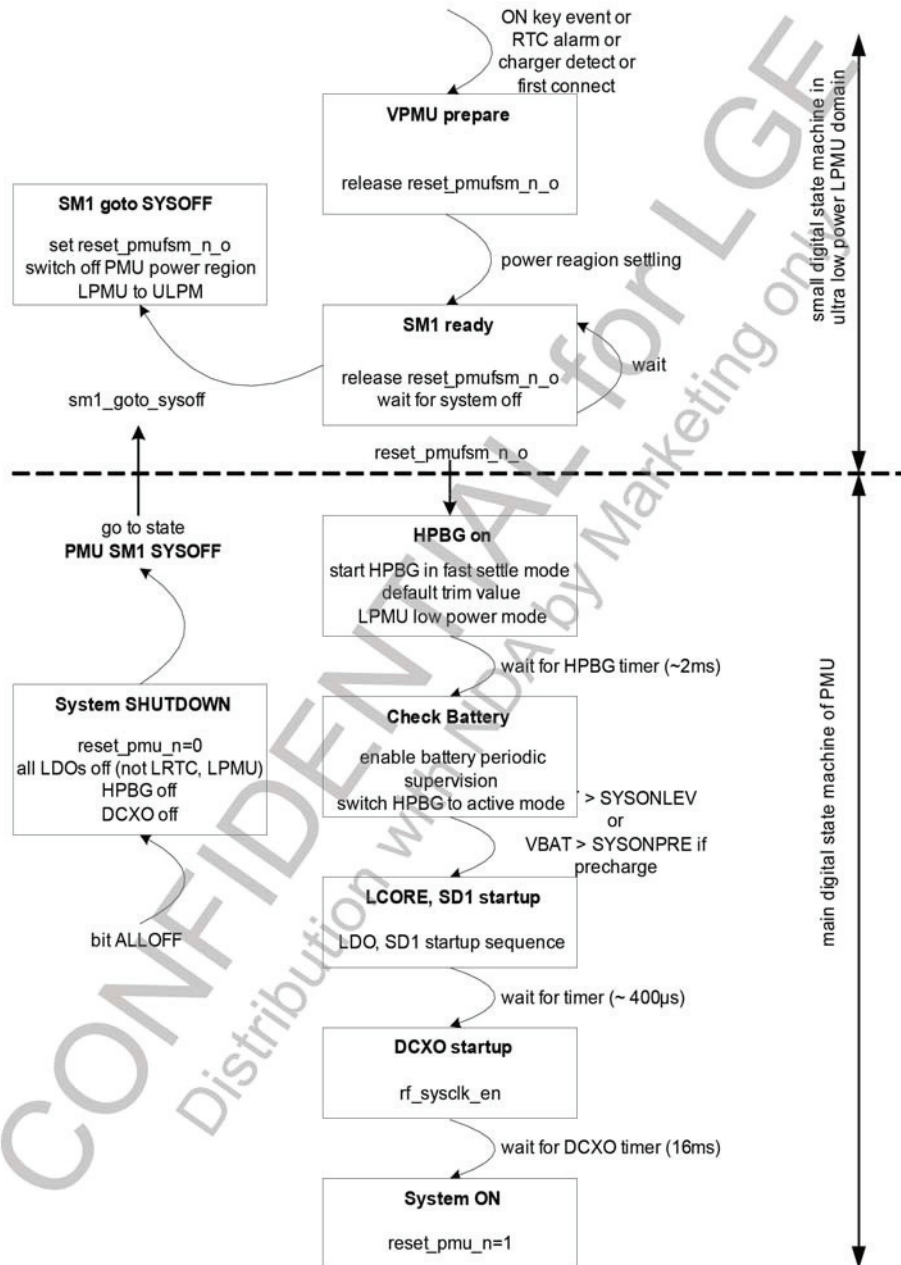 ON key event or
RTC alarm or
charger detect or
first connect
VPMU prepare
release reset_pmufsm_n_o
SM1 goto SYSOFF
set reset_pmufsm_n_o
switch off PMU power region
LPMU to ULPM
power reagion settling
SM1 ready
release reset_pmufsm_n_o
wait for system off
wait
sm1_goto_sysoff
reset_pmufsm_n_o
small digital state machine in
ultra low power LPMU domain
go to state
PMU SM1 SYSOFF
HPBG on
start HPBG in fast settle mode
default trim value
LPMU low power mode
wait for HPBG timer (~2ms)
System SHUTDOWN
reset_pmu_n=0
all LDOs off (not LRTC, LPMU)
HPBG off
DCXO off
Check Battery
enable battery periodic
supervision
switch HPBG to active mode
> SYSONLEV
or
VBAT > SYSONPRE if
precharge
bit ALLOFF
LCORE, SD1 startup
LDO, SD1 startup sequence
wait for timer (~ 400µs)
DCXO startup
rf_sysclk_en
wait for DCXO timer (16ms)
System ON
reset_pmu_n=1
main digital state machine of PMU
CONFIDENTIAL for LGE
Distribution with NDA by Marketing only